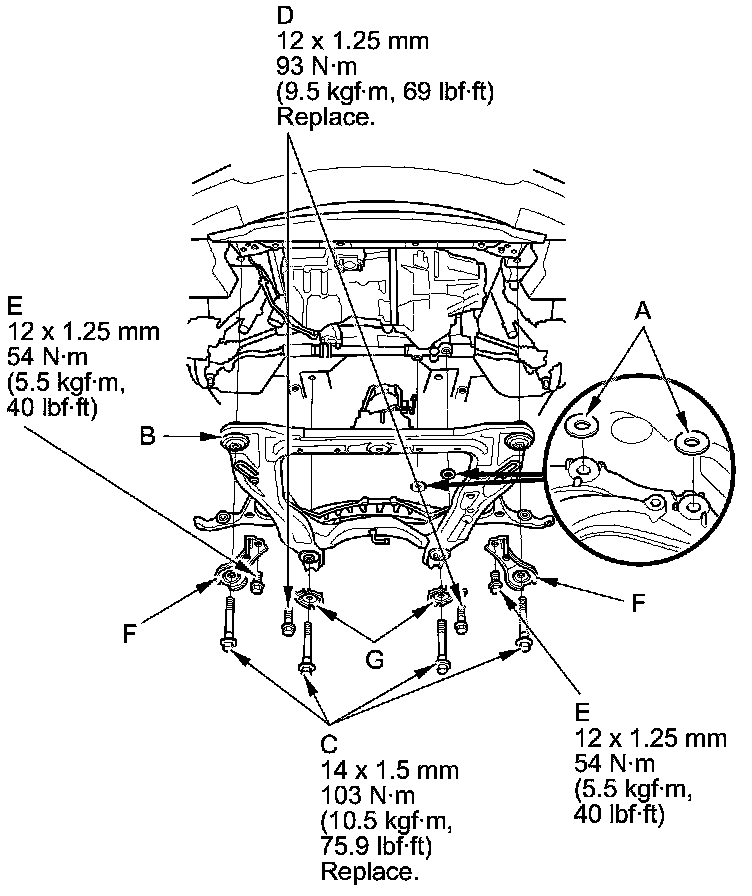 D
12 x 1.25 mm
93 N·m
(9.5 kgf·m, 69 lbf·ft)
Replace.
E
12 x 1.25 mm
54 N·m
(5.5 kgf·m,
40 lbf·ft)
A
B
F
G
F
C
14 x 1.5 mm
103 N·m
(10.5 kgf·m,
75.9 lbf·ft)
Replace.
E
12 x 1.25 mm
54 N·m
(5.5 kgf·m,
40 lbf·ft)